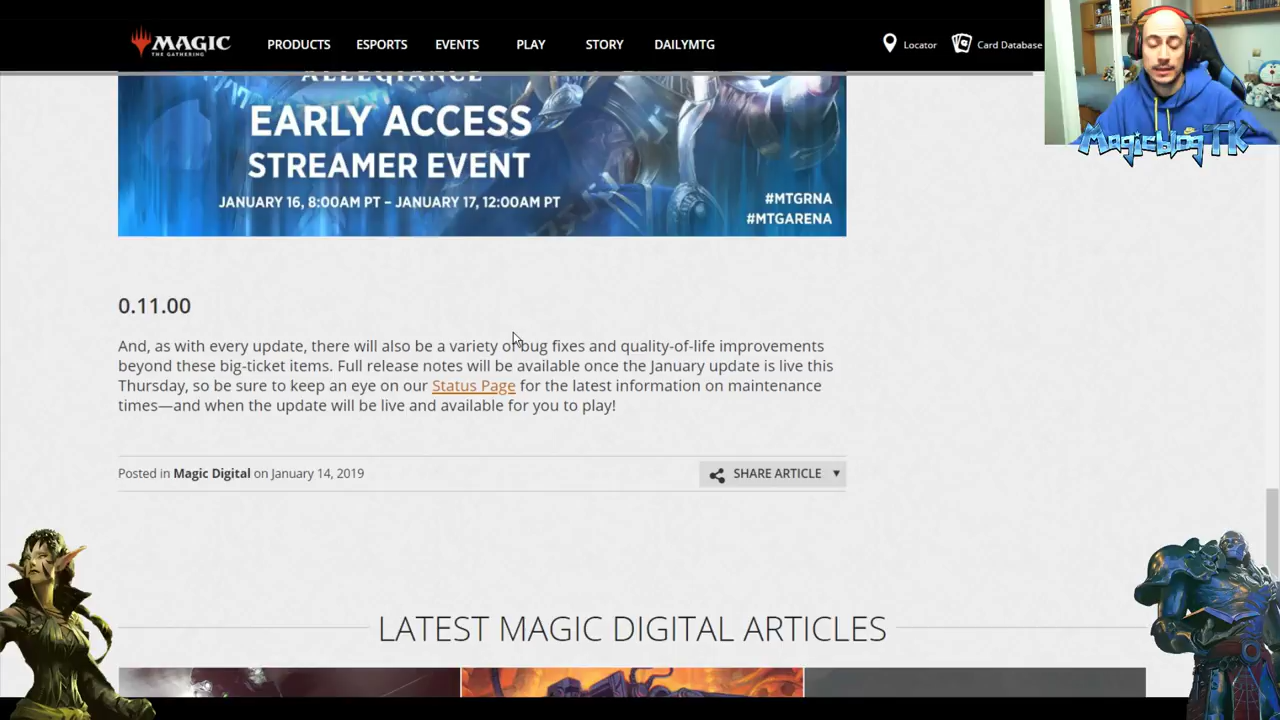 MAGIC
THE GATHERING
PRODUCTS
ESPORTS
EVENTS
PLAY
STORY
DAILYMTG
Locator
Card Database
MagicblogTK
ALLEGIANCE
EARLY ACCESS
STREAMER EVENT
JANUARY 16, 8:00AM PT – JANUARY 17, 12:00AM PT
#MTGRNA
#MTGARENA
0.11.00
And, as with every update, there will also be a variety of bug fixes and quality-of-life improvements
beyond these big-ticket items. Full release notes will be available once the January update is live this
Thursday, so be sure to keep an eye on our Status Page for the latest information on maintenance
times—and when the update will be live and available for you to play!
Posted in Magic Digital on January 14, 2019
SHARE ARTICLE
LATEST MAGIC DIGITAL ARTICLES